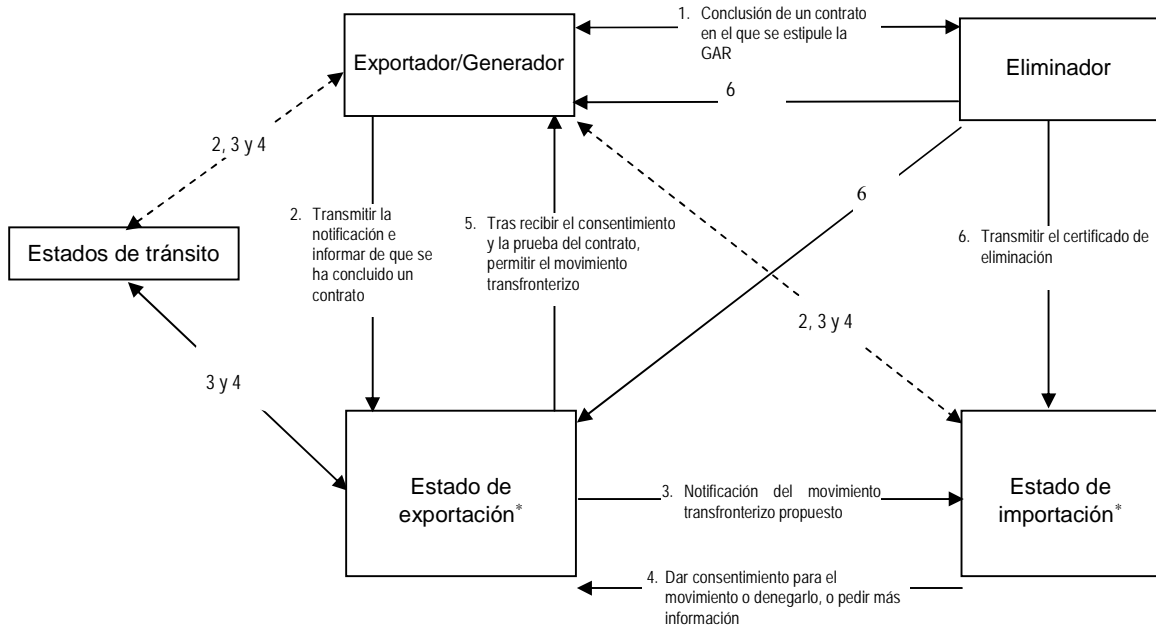 1. Conclusión de un contrato
en el que se estipule la
GAR
Exportador/Generador
Eliminador
6
2, 3 y 4
6
2. Transmitir la
notificación e
informar de que se
ha concluido un
contrato
5. Tras recibir el consentimiento
y la prueba del contrato,
permitir el movimiento
transfronterizo
6. Transmitir el certificado de
eliminación
Estados de tránsito
2, 3 y 4
3 y 4
Estado de
exportación*
3. Notificación del movimiento
transfronterizo propuesto
Estado de
importación*
4. Dar consentimiento para el
movimiento o denegarlo, o pedir más
información